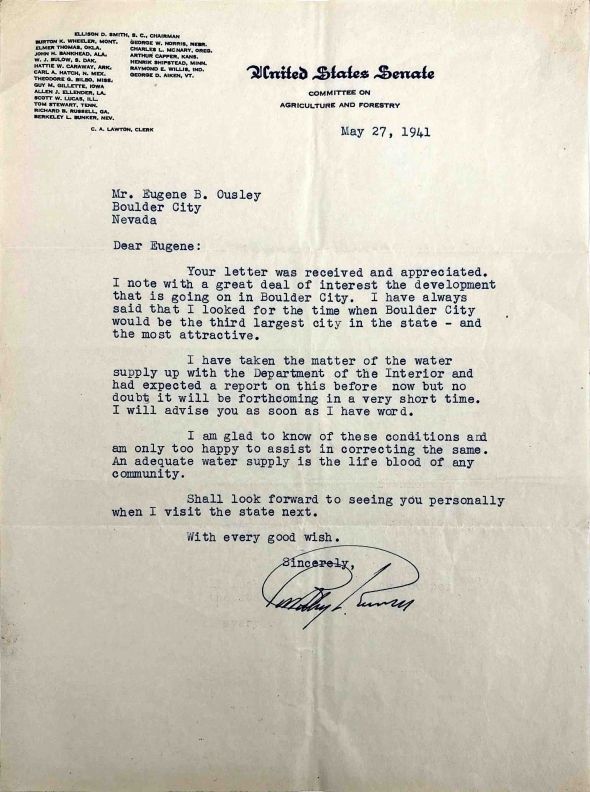 ELLISON D. SMITH, S. C., CHAIRMAN
BURTON K. WHEELER, MONT.
ELMER THOMAS, OKLA.
JOHN H. BANKHEAD, ALA.
W. J. BULOW, S. DAK.
HATTIE W. CARAWAY, ARK.
CARL A. HATCH, N. MEX.
THEODORE G. BILBO, MISS.
GUY M. GILLETTE, IOWA
ALLEN J. ELLENDER, LA.
SCOTT W. LUCAS, ILL.
TOM STEWART, TENN.
RICHARD B. RUSSELL, GA.
BERKELEY L. BUNKER, NEV.
GEORGE W. NORRIS, NEBR.
CHARLES L. MCNARY, OREG.
ARTHUR CAPPER, KANS.
HENRIK SHIPSTEAD, MINN.
RAYMOND E. WILLIS, IND.
GEORGE D. AIKEN, VT.
C. A. LAWTON, CLERK
United States Senate
COMMITTEE ON
AGRICULTURE AND FORESTRY
May 27, 1941
Mr. Eugene B. Ousley
Boulder City
Nevada
Dear Eugene:
Your letter was received and appreciated.
I note with a great deal of interest the development
that is going on in Boulder City. I have always
said that I looked for the time when Boulder City
would be the third largest city in the state - and
the most attractive.
I have taken the matter of the water
supply up with the Department of the Interior and
had expected a report on this before now but no
doubt it will be forthcoming in a very short time.
I will advise you as soon as I have word.
I am glad to know of these conditions and
am only too happy to assist in correcting the same.
An adequate water supply is the life blood of any
community.
Shall look forward to seeing you personally
when I visit the state next.
With every good wish.
Sincerely,